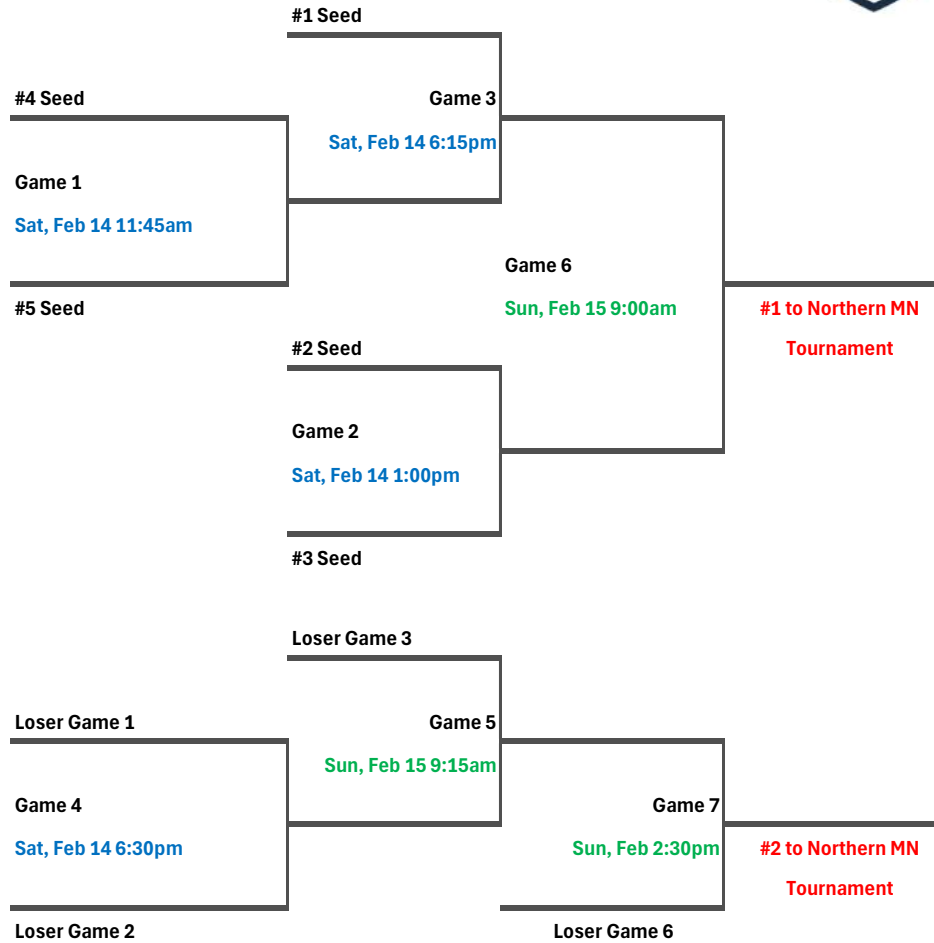 #1 Seed
#4 Seed
Game 3
Sat, Feb 14 6:15pm
Game 1
Sat, Feb 14 11:45am
#5 Seed
Game 6
Sun, Feb 15 9:00am
#1 to Northern MN
Tournament
#2 Seed
Game 2
Sat, Feb 14 1:00pm
#3 Seed
Loser Game 3
Loser Game 1
Game 5
Sun, Feb 15 9:15am
Game 4
Sat, Feb 14 6:30pm
Loser Game 2
Game 7
Sun, Feb 2:30pm
Loser Game 6
#2 to Northern MN
Tournament